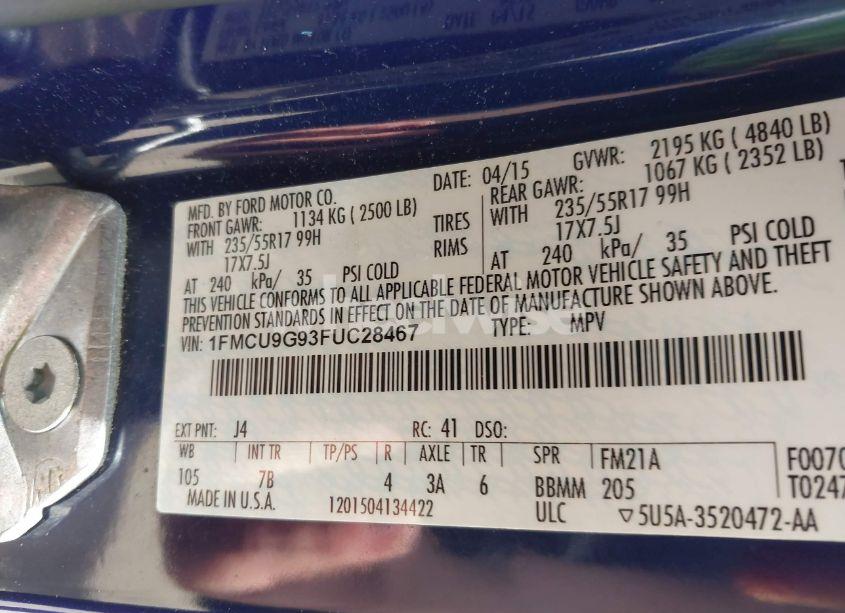 MFD. BY FORD MOTOR CO. DATE: 04/15 GVWR: 2195 KG ( 4840 LB)
FRONT GAWR: 1134 KG ( 2500 LB) REAR GAWR: 1067 KG ( 2352 LB)
WITH 235/55R17 99H TIRES WITH 235/55R17 99H
17X7.5J RIMS 17X7.5J
AT 240 kPa/ 35 PSI COLD AT 240 kPa/ 35 PSI COLD
THIS VEHICLE CONFORMS TO ALL APPLICABLE FEDERAL MOTOR VEHICLE SAFETY AND THEFT
PREVENTION STANDARDS IN EFFECT ON THE DATE OF MANUFACTURE SHOWN ABOVE.
VIN: 1FMCU9G93FUC28467 TYPE: MPV
EXT PNT: J4 RC: 41 DSO:
WB INT TR TP/PS R AXLE TR SPR FM21A F0070
105 7B 4 3A 6 BBMM 205 T0247
MADE IN U.S.A. 1201504134422 ULC ▽5U5A-3520472-AA